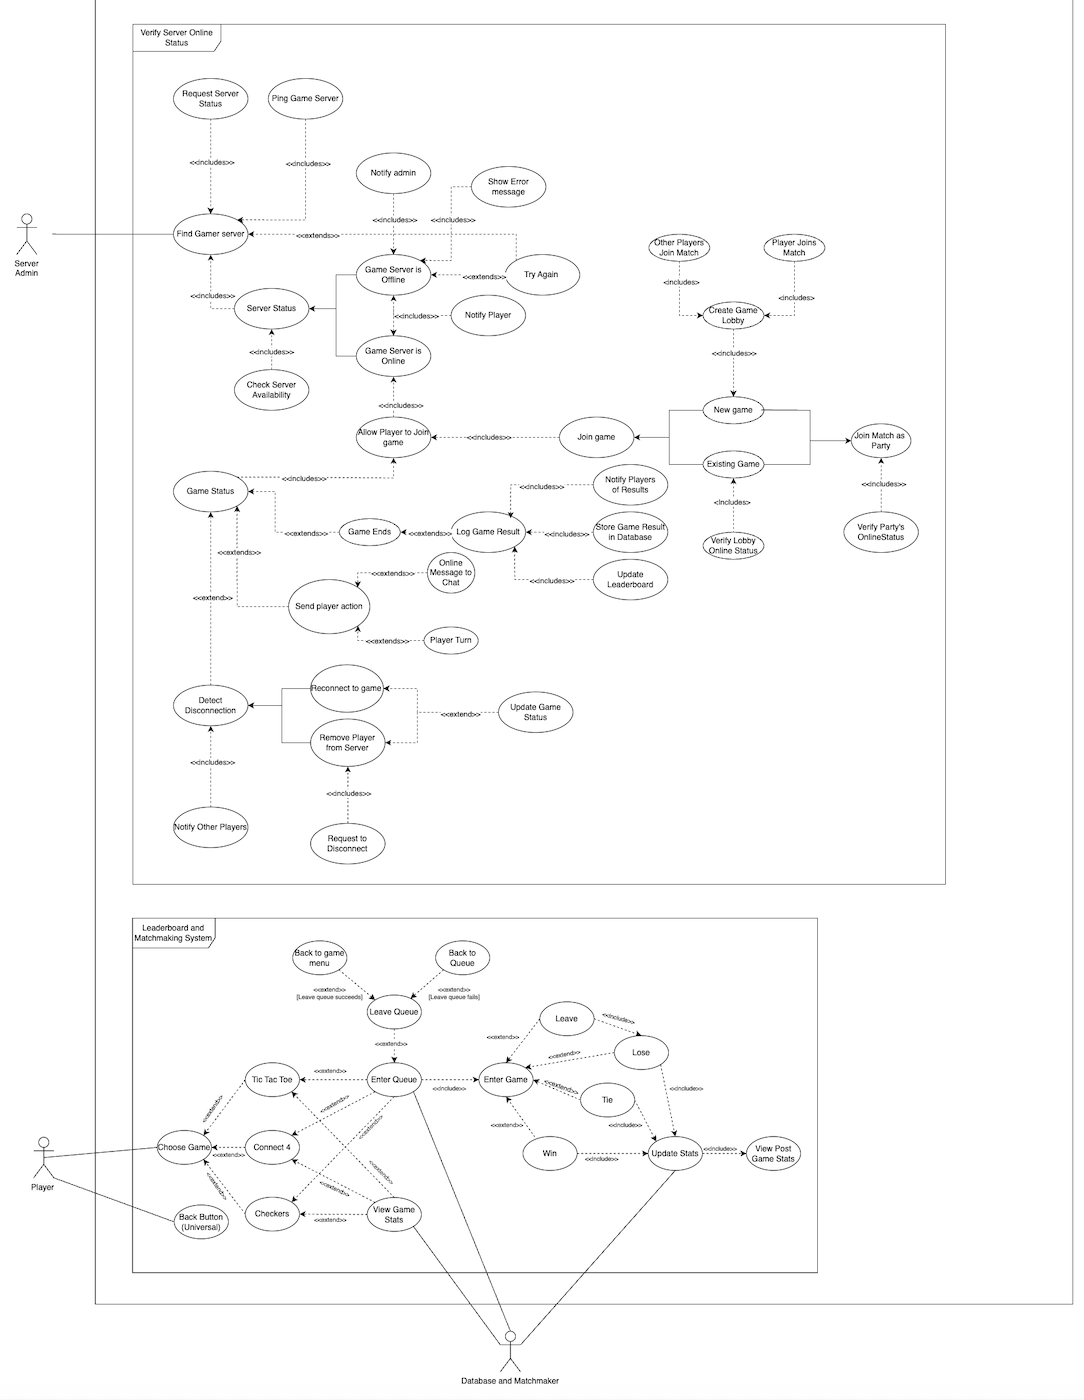 Verify Server Online
Status
Request Server
Status
Ping Game Server
<<includes>>
<<includes>>
Notify admin
Show Error
message
<<includes>>
<<includes>>
Server
Admin
Find Gamer server
<<extends>>
Game Server is
Offline
<<extends>>
Try Again
Other Players
Join Match
Player Joins
Match
<includes>
<includes>
<<includes>>
Server Status
<<includes>>
Notify Player
Create Game
Lobby
<<includes>>
Game Server is
Online
<<includes>>
Check Server
Availability
<<includes>>
New game
Allow Player to Join
game
<<includes>>
Join game
Join Match as
Party
Existing Game
<<includes>>
Game Status
<<includes>>
<<includes>>
Notify Players
of Results
<includes>
<<extends>>
Game Ends
<<extends>>
Log Game Result
<<includes>>
Store Game Result
in Database
Verify Lobby
Online Status
Verify Party's
OnlineStatus
<<extends>>
<<extends>>
Online
Message to
Chat
<<includes>>
Update
Leaderboard
<<extend>>
Send player action
<<extends>>
Player Turn
Detect
Disconnection
Reconnect to game
<<extend>>
Update Game
Status
Remove Player
from Server
<<includes>>
<<includes>>
Notify Other Players
Request to
Disconnect
Leaderboard and
Matchmaking System
Back to game
menu
Back to
Queue
<<extend>>
[Leave queue succeeds]
<<extend>>
[Leave queue fails]
Leave Queue
<<extend>>
Leave
<<include>>
<<extend>>
Lose
<<extend>>
Tic Tac Toe
<<extend>>
Enter Queue
<<include>>
Enter Game
<<extend>>
<<include>>
<<extend>>
<<extend>>
<<extend>>
Tie
<<extend>>
<<include>>
Player
Choose Game
<<extend>>
Connect 4
Win
<<include>>
Update Stats
<<include>>
View Post
Game Stats
<<extend>>
<<extend>>
<<extend>>
Back Button
(Universal)
Checkers
<<extend>>
View Game
Stats
Database and Matchmaker